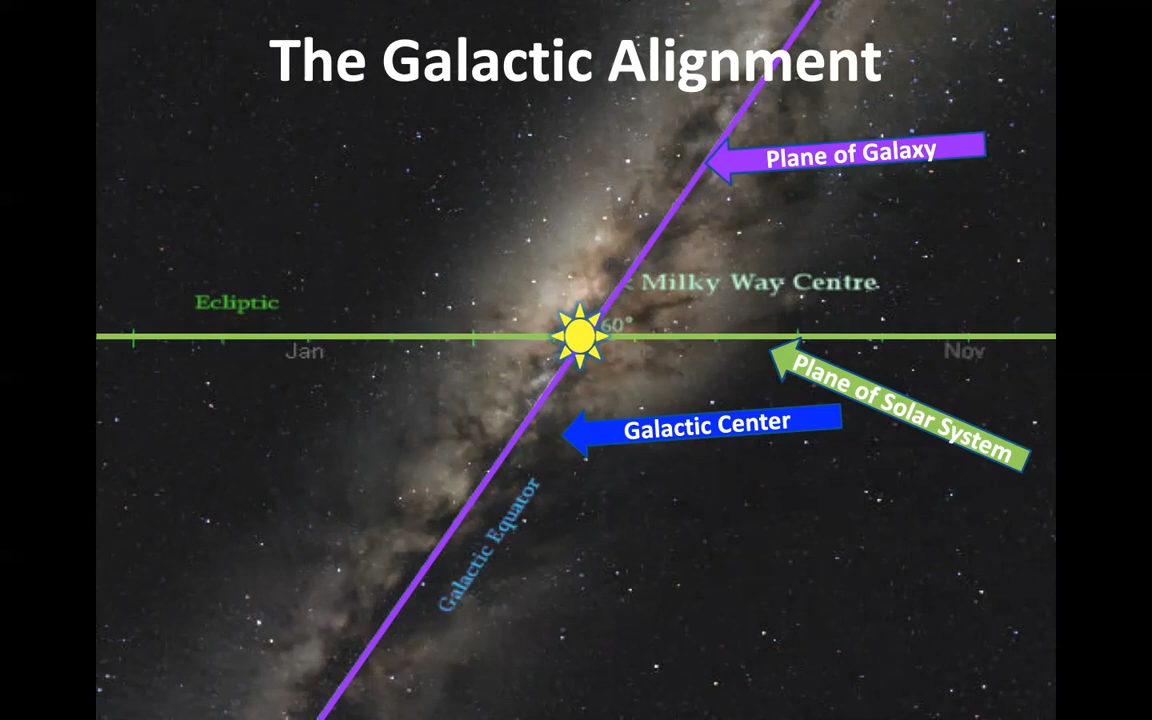 The Galactic Alignment
Plane of Galaxy
Milky Way Centre
Ecliptic
60°
Jan
Nov
Plane of Solar System
Galactic Center
Galactic Equator